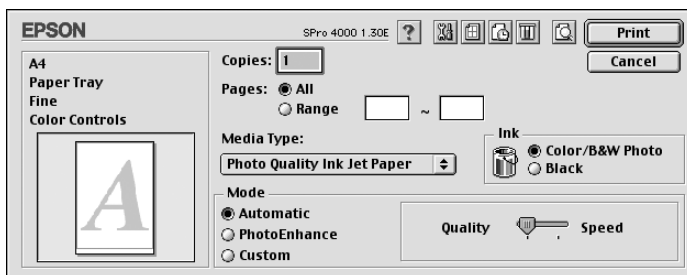 EPSON
SPro 4000 1.30E
?
Print
Cancel
A4
Paper Tray
Fine
Color Controls
A
Copies: 1
Pages: All
Range ~
Media Type:
Photo Quality Ink Jet Paper
Ink
Color/B&W Photo
Black
Mode
Automatic
PhotoEnhance
Custom
Quality Speed